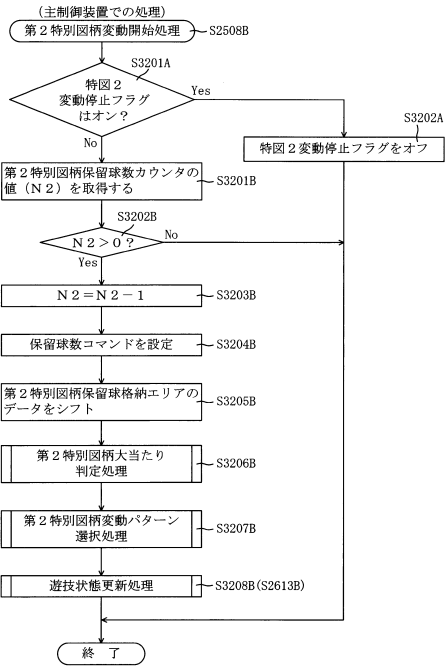 (主制御装置での処理)
第２特別図柄変動開始処理
S2508B
S3201A
特図２
変動停止フラグ
はオン？
Yes
No
S3202A
特図２変動停止フラグをオフ
第２特別図柄保留球数カウンタの
値（Ｎ２）を取得する
S3201B
S3202B
Ｎ２＞０？
No
Yes
Ｎ２＝Ｎ２－１
S3203B
保留球数コマンドを設定
S3204B
第２特別図柄保留球格納エリアの
データをシフト
S3205B
第２特別図柄大当たり
判定処理
S3206B
第２特別図柄変動パターン
選択処理
S3207B
遊技状態更新処理
S3208B(S2613B)
終　了